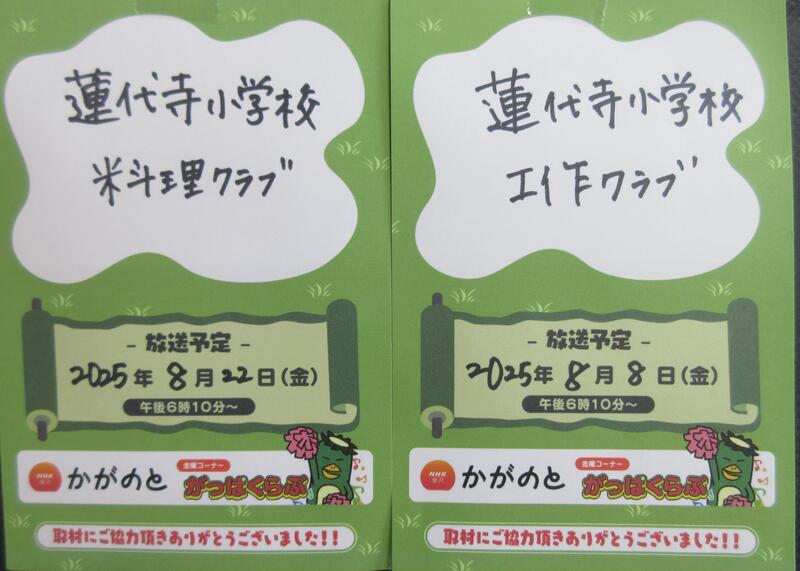 蓮代寺小学校
料理クラブ
- 放送予定 -
2025年 8月22日(金)
午後6時10分～
NHK
金沢
かがのと
金曜コーナー
がっぱくらぶ
取材にご協力頂きありがとうございました!!
蓮代寺小学校
工作クラブ
- 放送予定 -
2025年 8月 8日(金)
午後6時10分～
NHK
金沢
かがのと
金曜コーナー
がっぱくらぶ
取材にご協力頂きありがとうございました!!